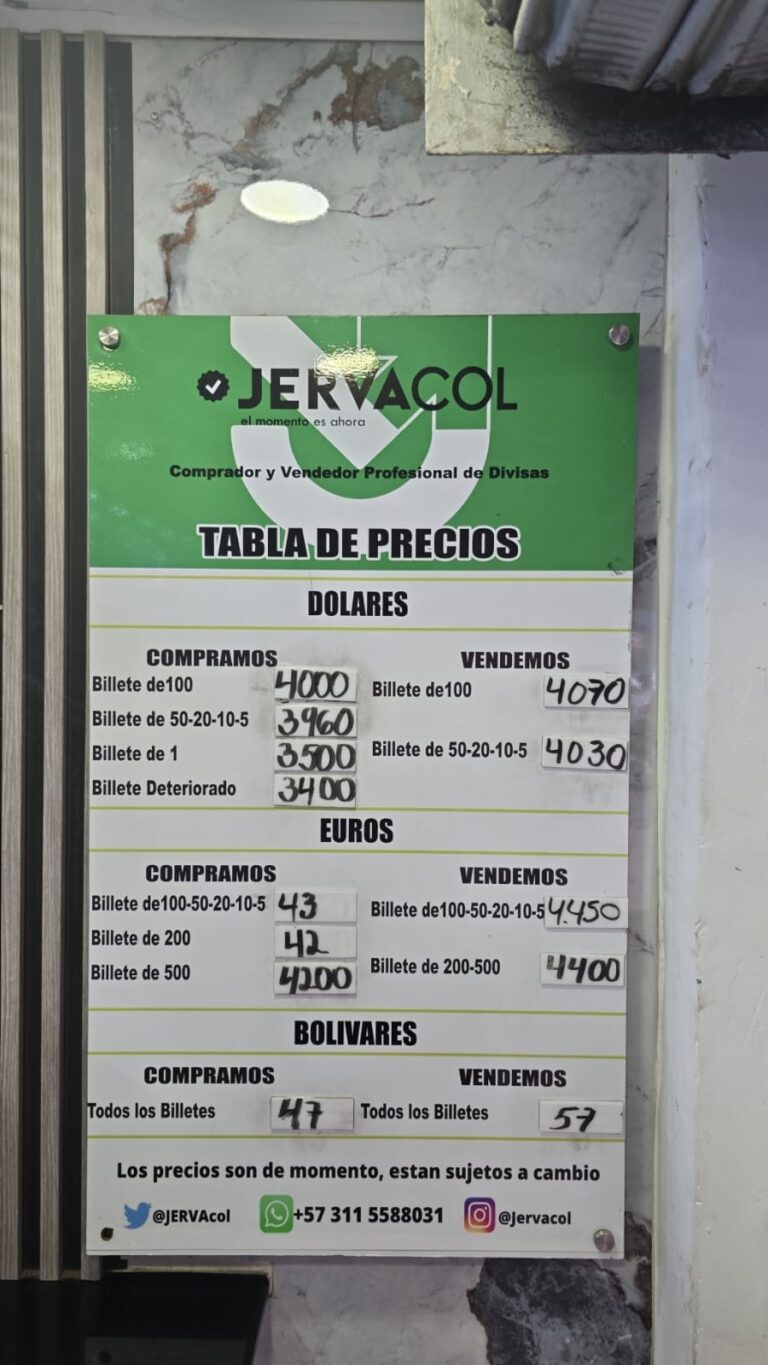 JERVACOL
el momento es ahora
Comprador y Vendedor Profesional de Divisas
TABLA DE PRECIOS
DOLARES
COMPRAMOS VENDEMOS
Billete de100 4000 Billete de100 4070
Billete de 50-20-10-5 3960
Billete de 1 3500 Billete de 50-20-10-5 4030
Billete Deteriorado 3400
EUROS
COMPRAMOS VENDEMOS
Billete de100-50-20-10-5 43 Billete de100-50-20-10-5 4.450
Billete de 200 42
Billete de 500 4200 Billete de 200-500 4400
BOLIVARES
COMPRAMOS VENDEMOS
Todos los Billetes 47 Todos los Billetes 57
Los precios son de momento, estan sujetos a cambio
@JERVAcol +57 311 5588031 @Jervacol